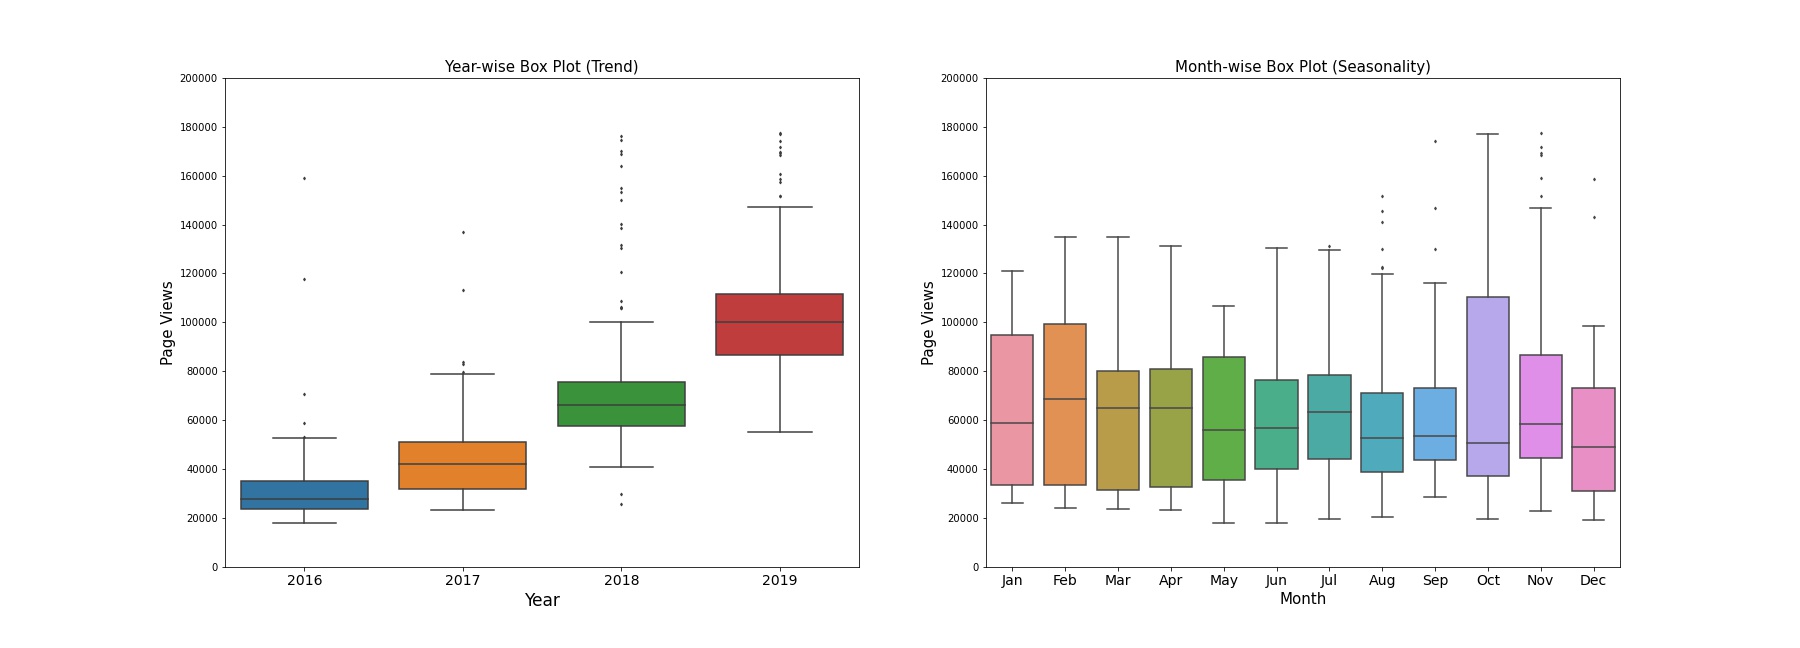 Year-wise Box Plot (Trend)
Page Views
200000
180000
160000
140000
120000
100000
80000
60000
40000
20000
0
2016 2017 2018 2019
Year
Month-wise Box Plot (Seasonality)
Page Views
200000
180000
160000
140000
120000
100000
80000
60000
40000
20000
0
Jan Feb Mar Apr May Jun Jul Aug Sep Oct Nov Dec
Month